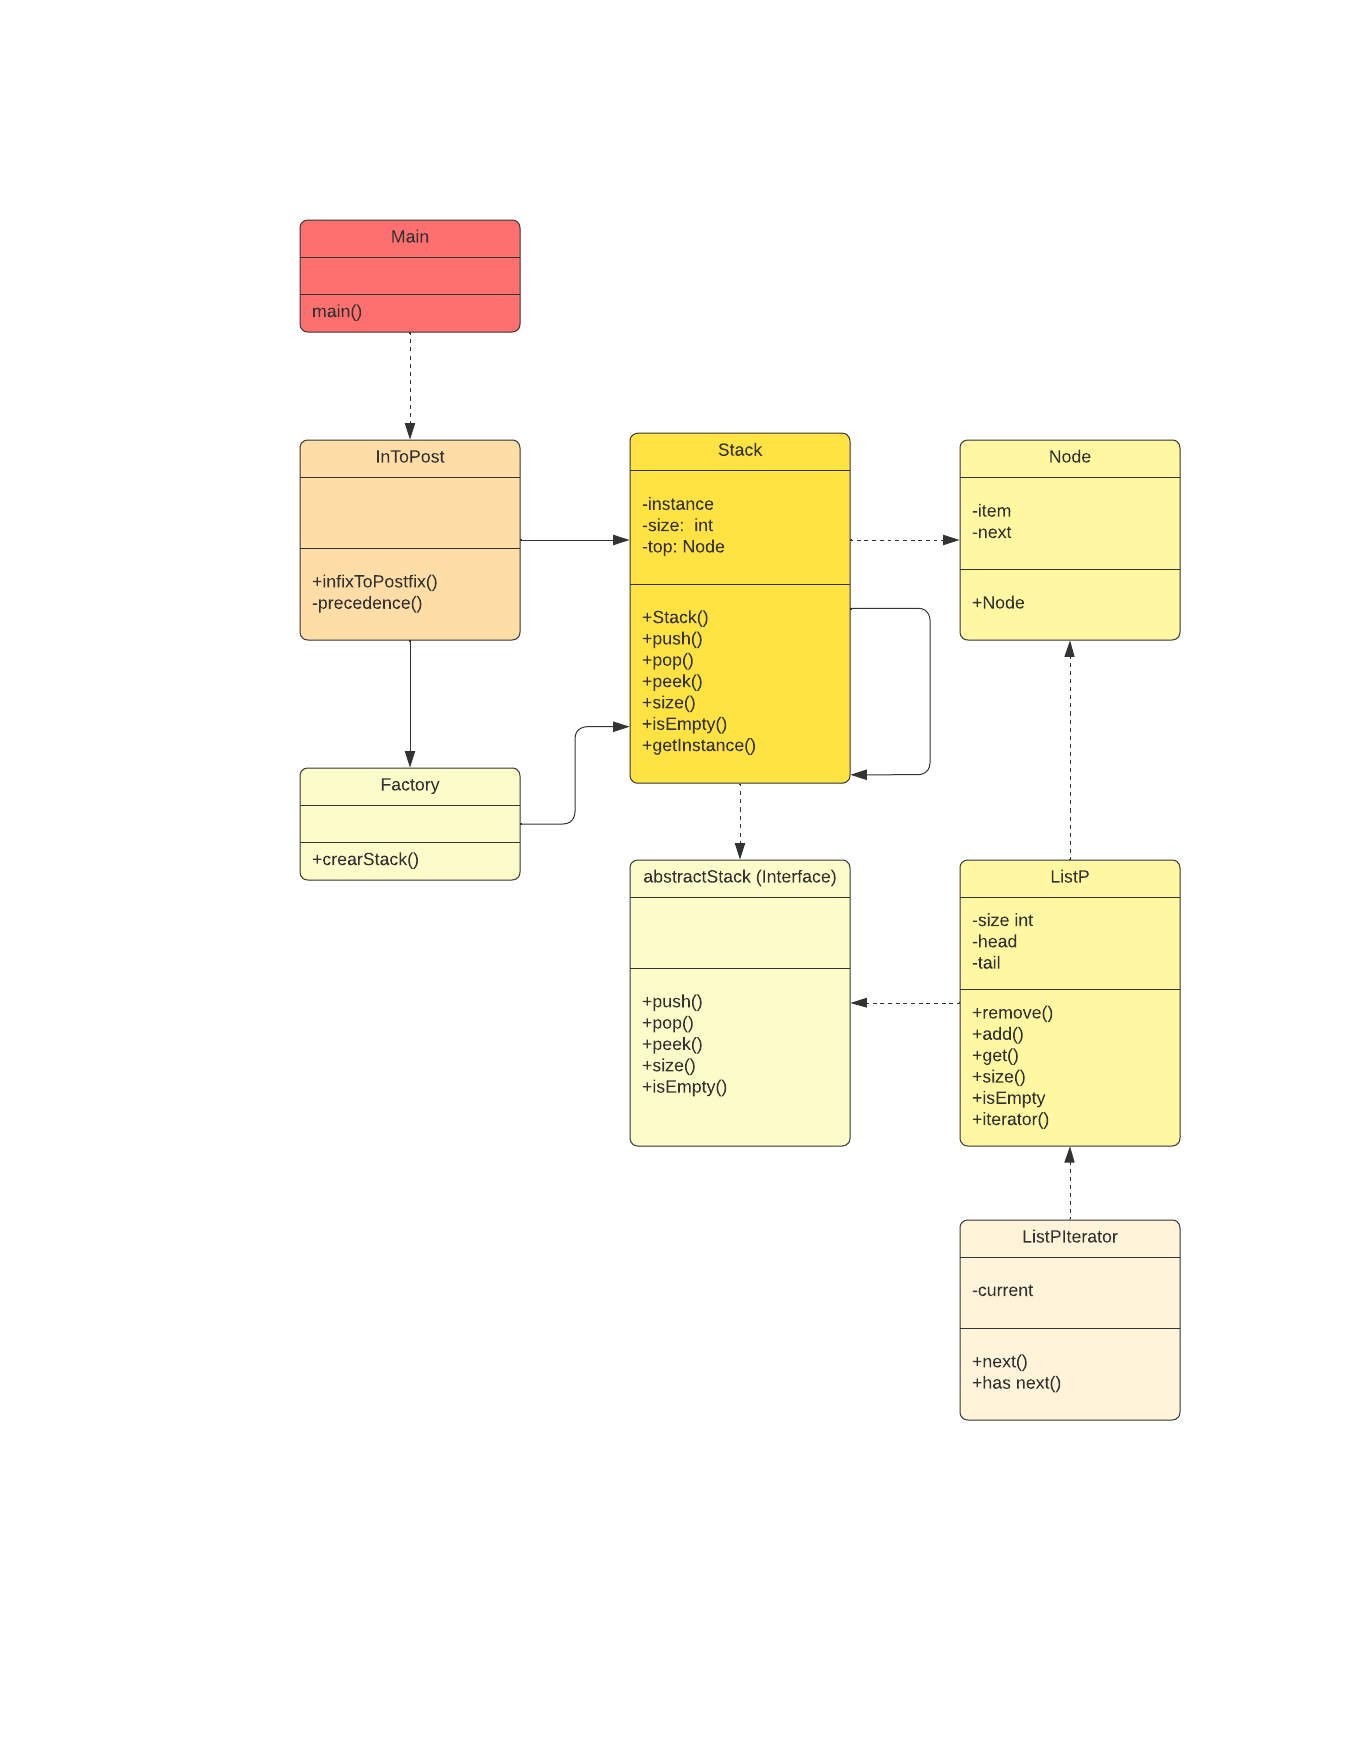 Main
main()
InToPost
+infixToPostfix()
-precedence()
Stack
-instance
-size:  int
-top: Node
+Stack()
+push()
+pop()
+peek()
+size()
+isEmpty()
+getInstance()
Node
-item
-next
+Node
Factory
+crearStack()
abstractStack (Interface)
+push()
+pop()
+peek()
+size()
+isEmpty()
ListP
-size int
-head
-tail
+remove()
+add()
+get()
+size()
+isEmpty
+iterator()
ListPIterator
-current
+next()
+has next()